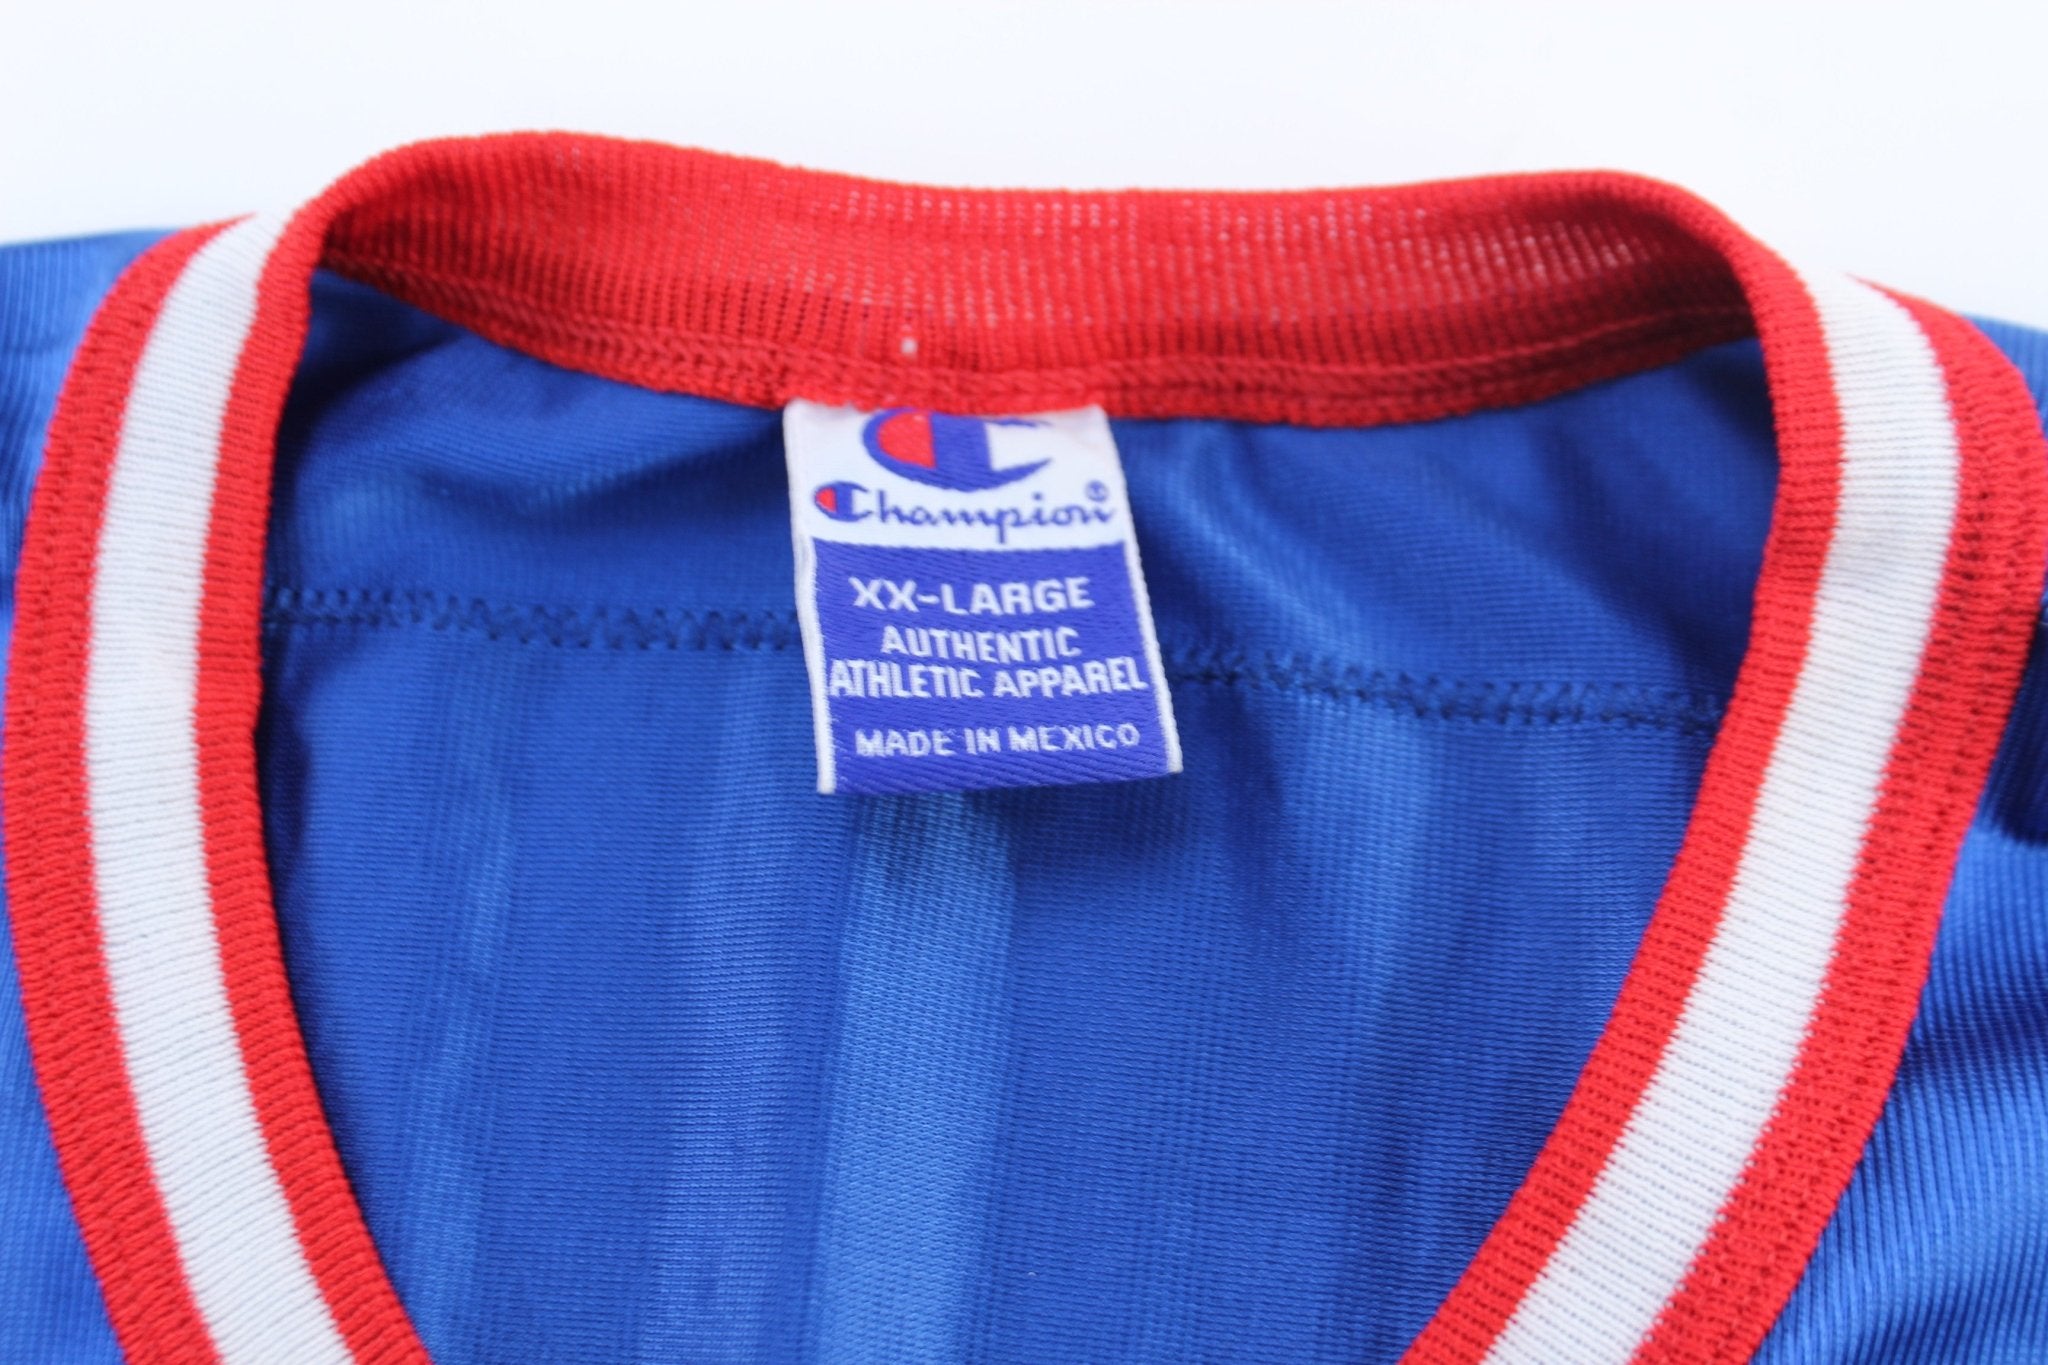 Champion®
XX-LARGE
AUTHENTIC
ATHLETIC APPAREL
MADE IN MEXICO